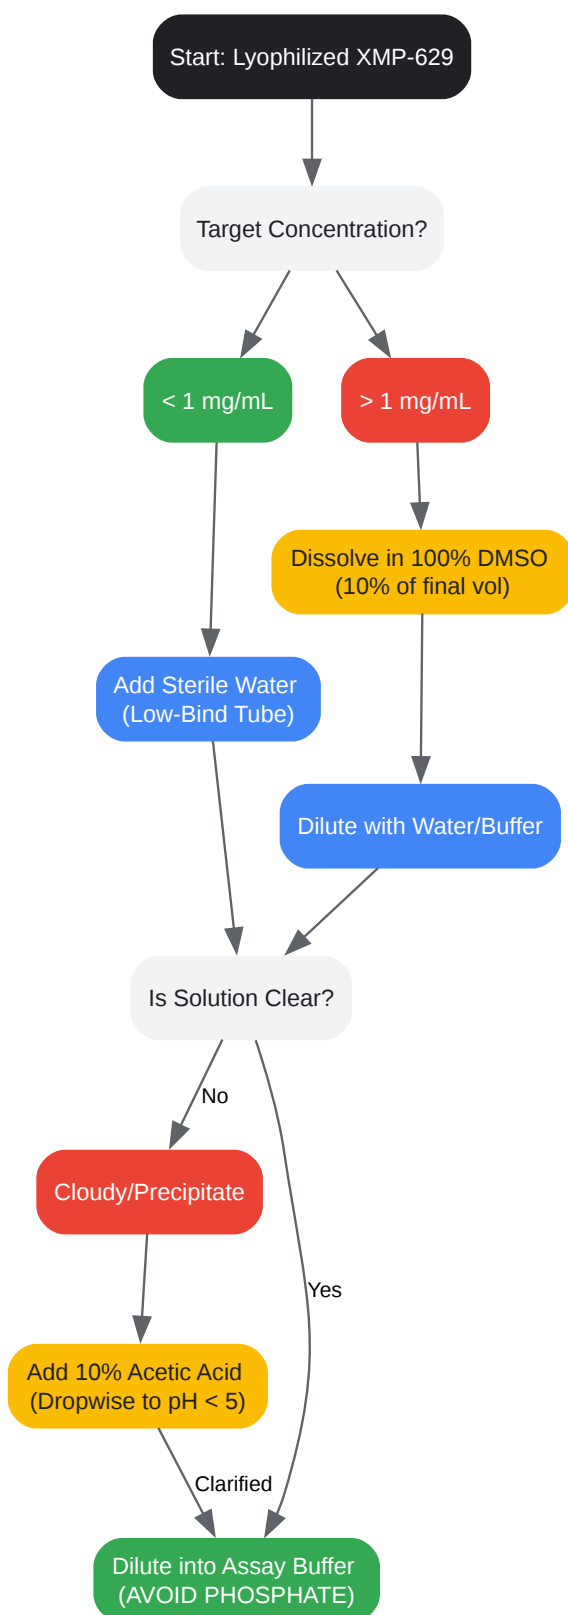 Start: Lyophilized XMP-629
Target Concentration?
< 1 mg/mL
> 1 mg/mL
Dissolve in 100% DMSO
(10% of final vol)
Add Sterile Water
(Low-Bind Tube)
Dilute with Water/Buffer
Is Solution Clear?
No
Cloudy/Precipitate
Yes
Add 10% Acetic Acid
(Dropwise to pH < 5)
Clarified
Dilute into Assay Buffer
(AVOID PHOSPHATE)